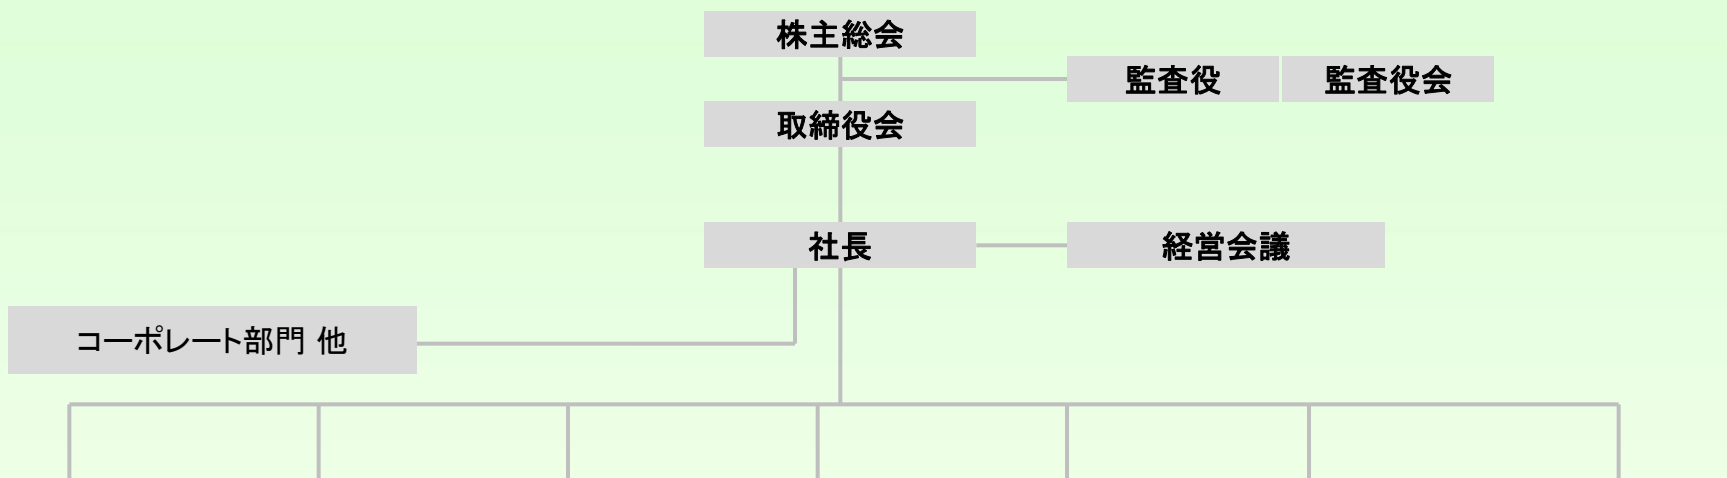 株主総会
監査役
監査役会
取締役会
社長
経営会議
コーポレート部門 他